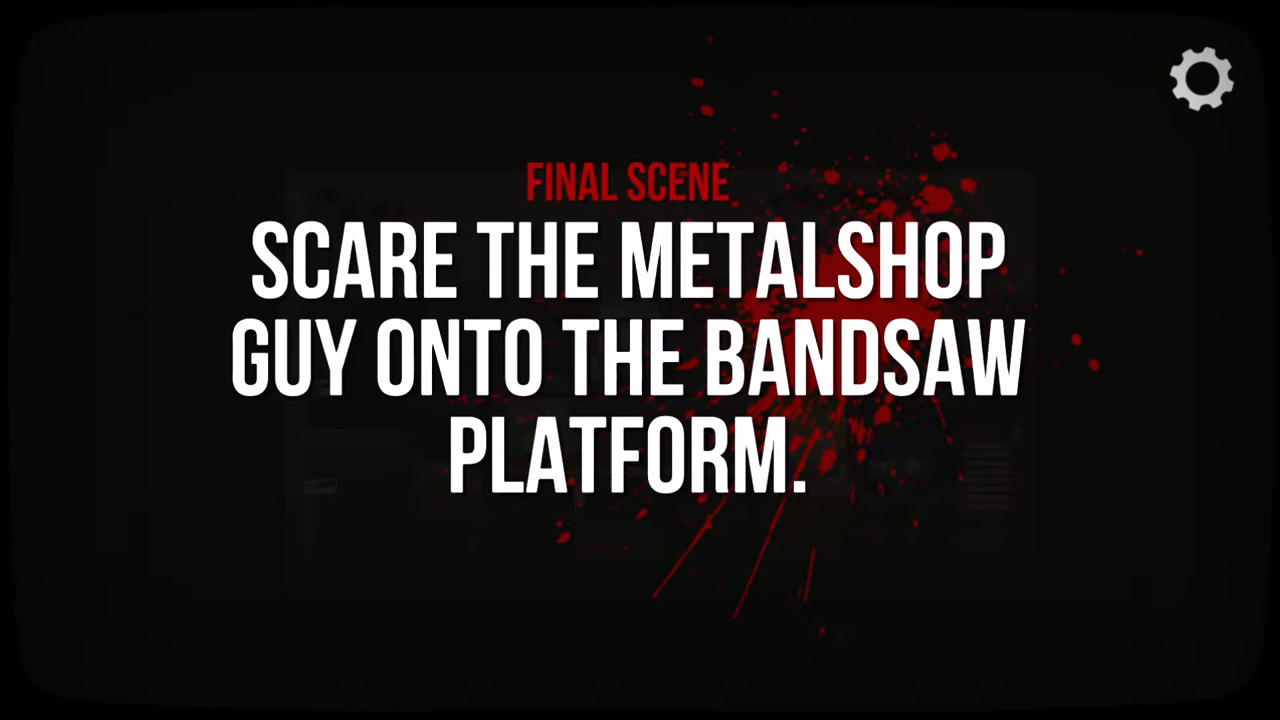 FINAL SCENE
SCARE THE METALSHOP
GUY ONTO THE BANDSAW
PLATFORM.